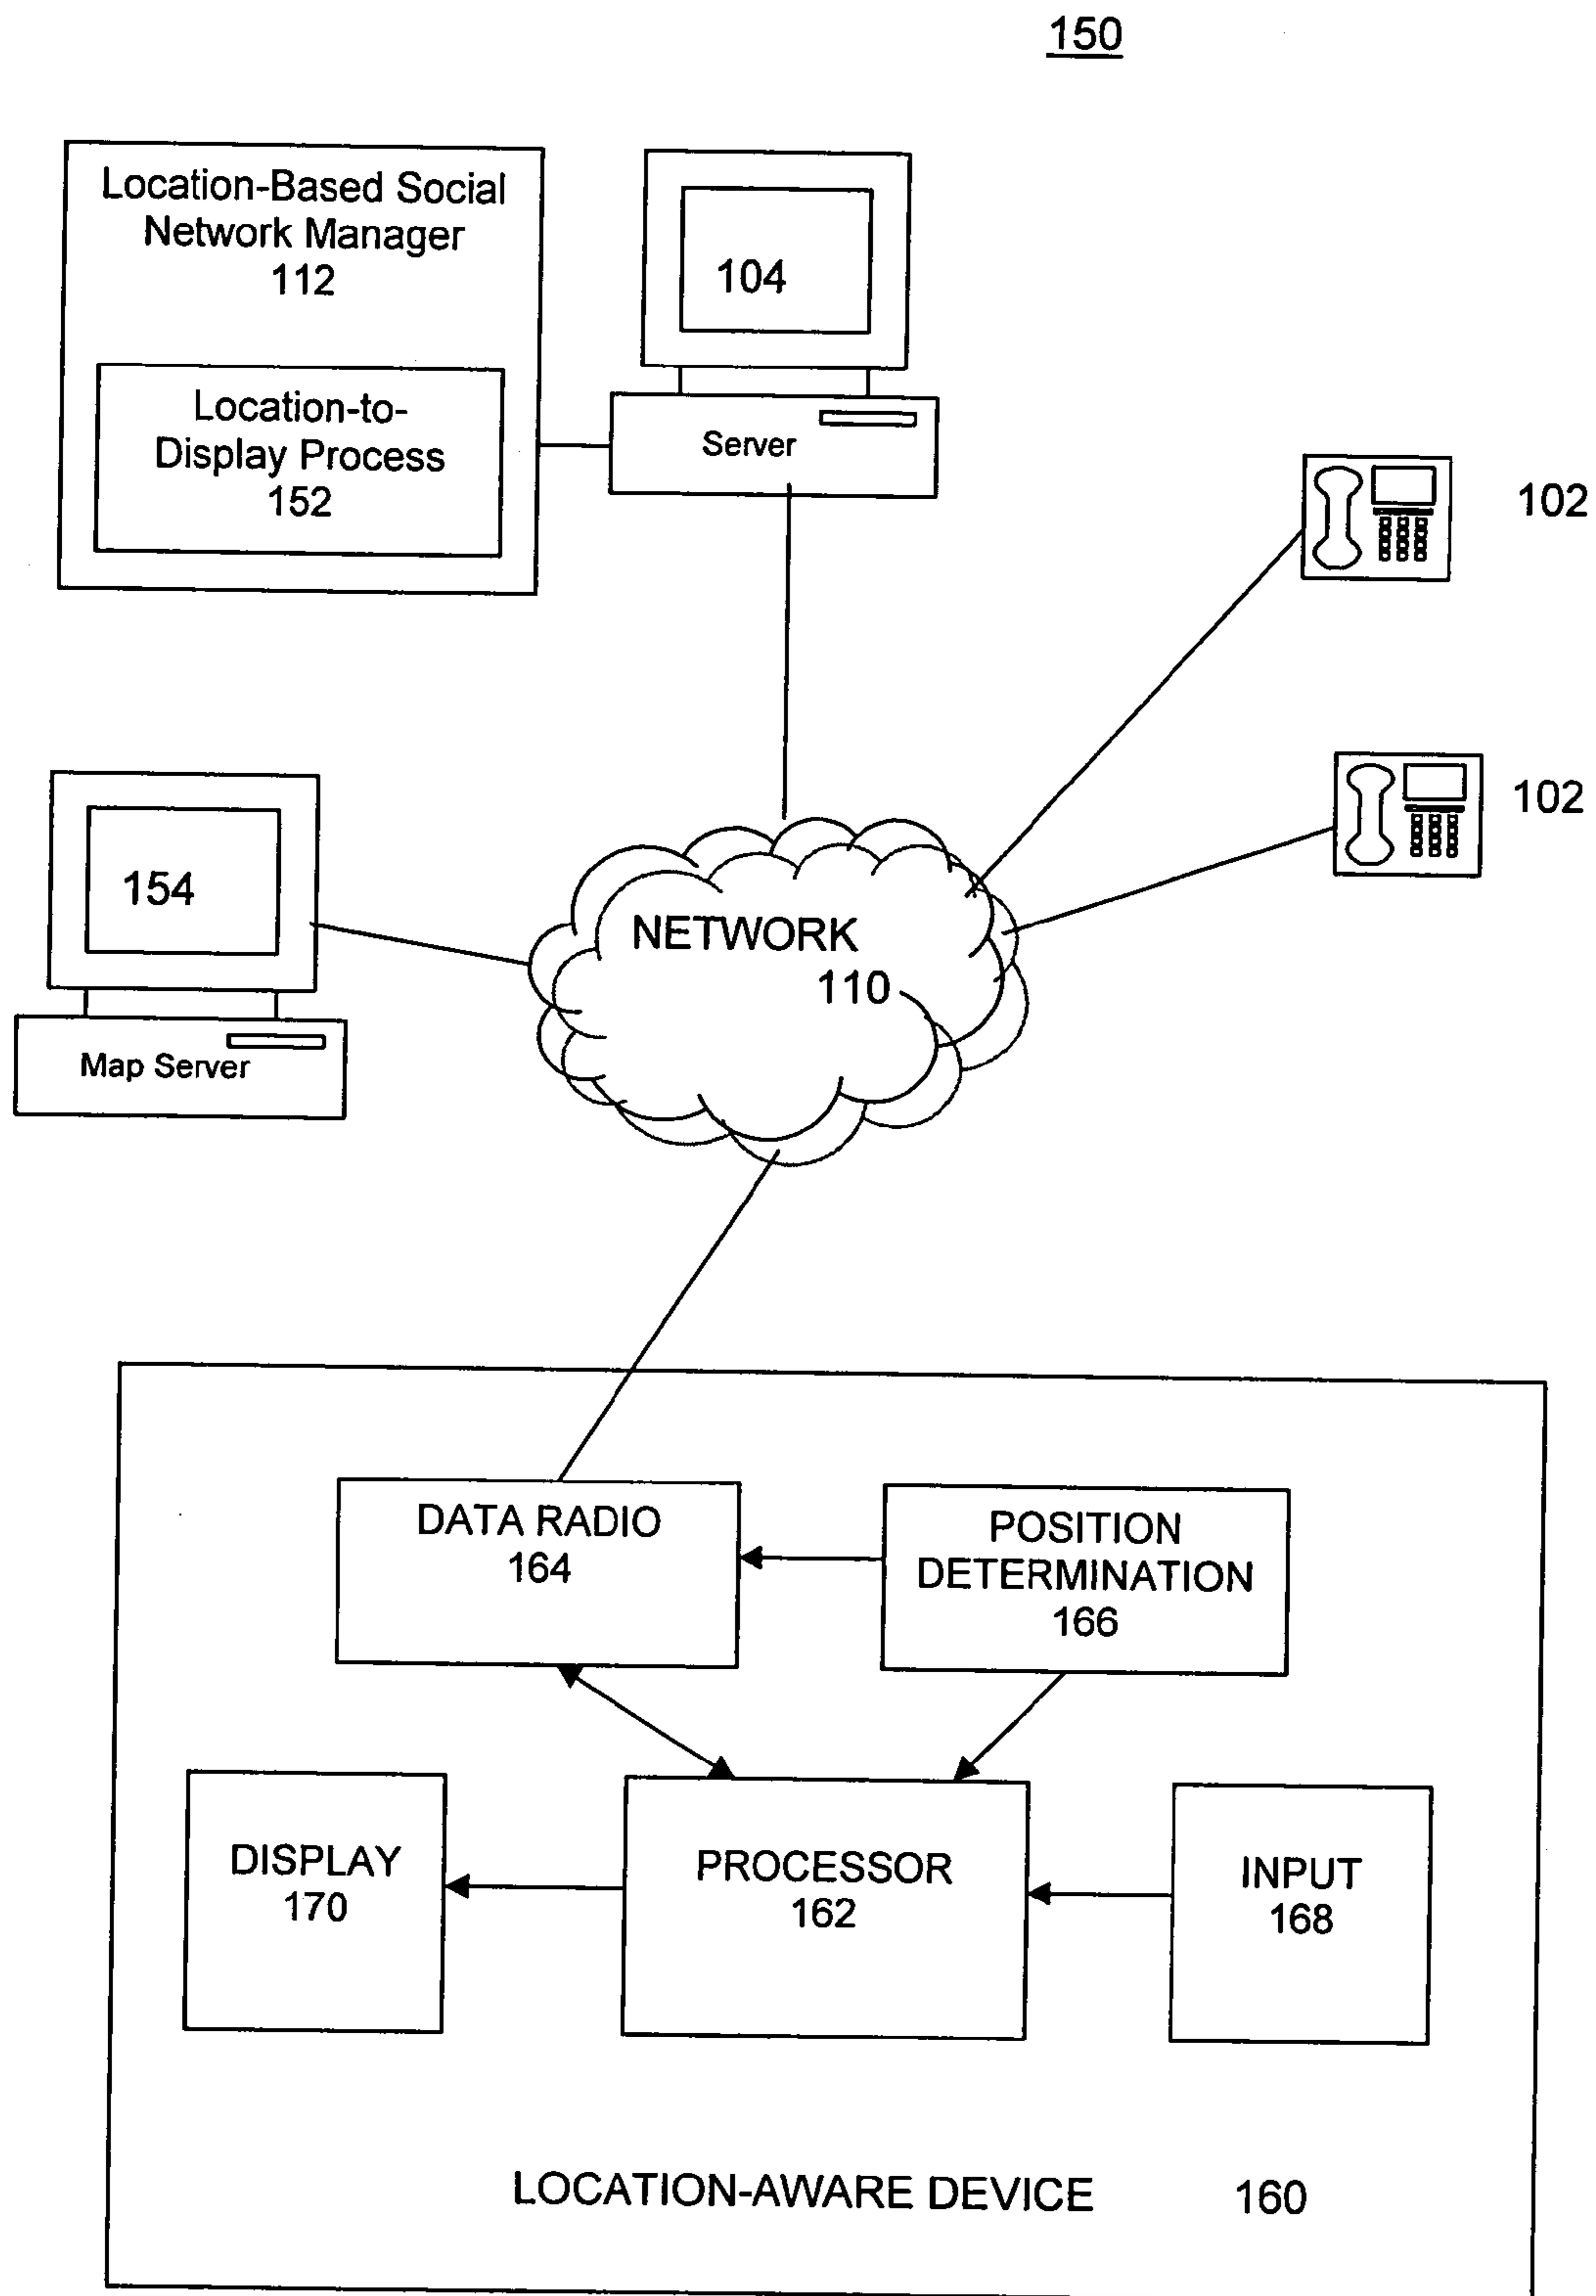 150
Location-Based Social
Network Manager
112
Location-to-
Display Process
152
104
Server
102
102
154
Map Server
NETWORK
110
DATA RADIO
164
POSITION
DETERMINATION
166
DISPLAY
170
PROCESSOR
162
INPUT
168
LOCATION-AWARE DEVICE 160